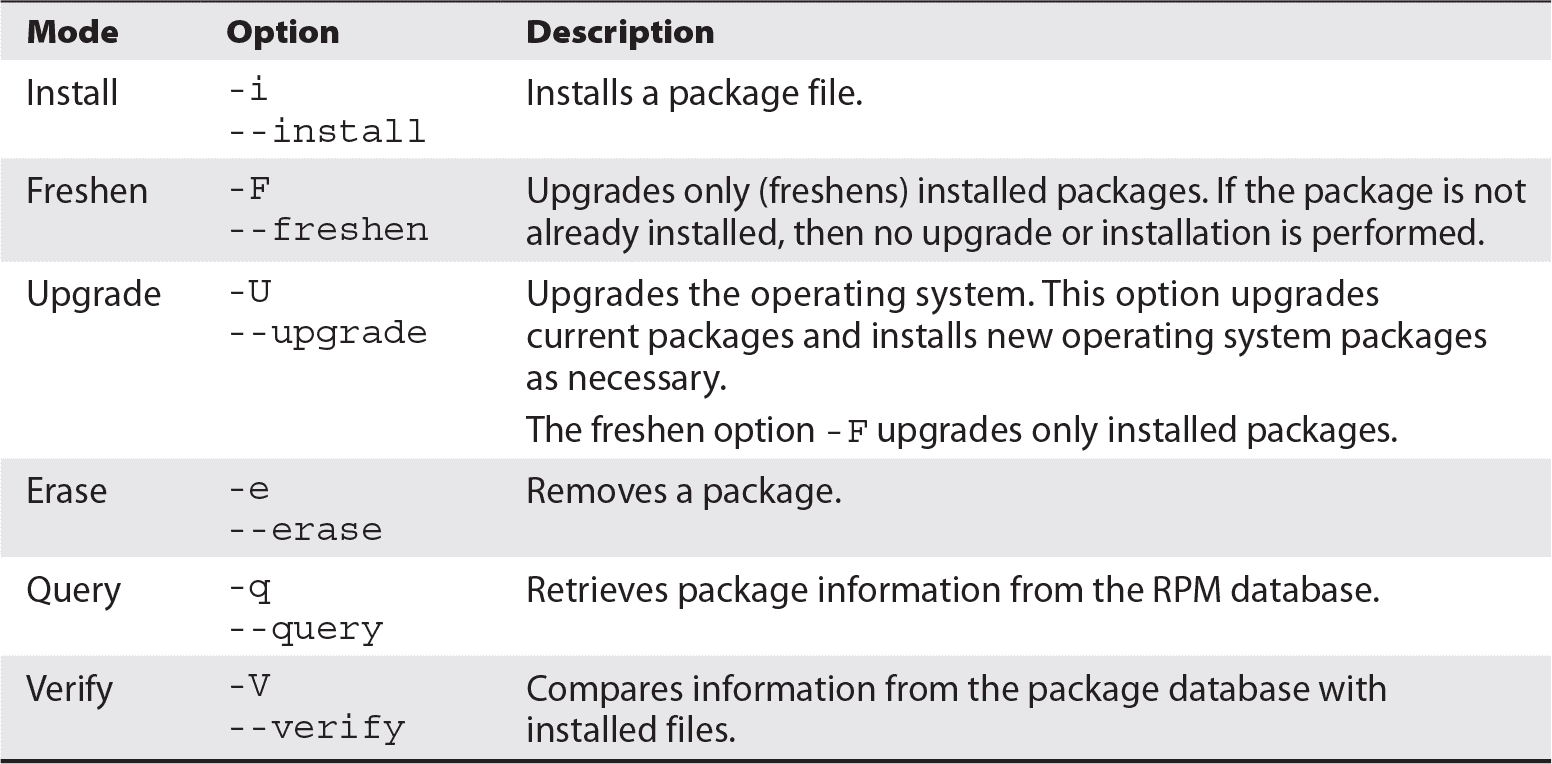 Mode Option Description
Install -i Installs a package file.
--install
Freshen -F Upgrades only (freshens) installed packages. If the package is not
--freshen already installed, then no upgrade or installation is performed.
Upgrade -U Upgrades the operating system. This option upgrades
--upgrade current packages and installs new operating system packages
as necessary.
The freshen option -F upgrades only installed packages.
Erase -e Removes a package.
--erase
Query -q Retrieves package information from the RPM database.
--query
Verify -V Compares information from the package database with
--verify installed files.